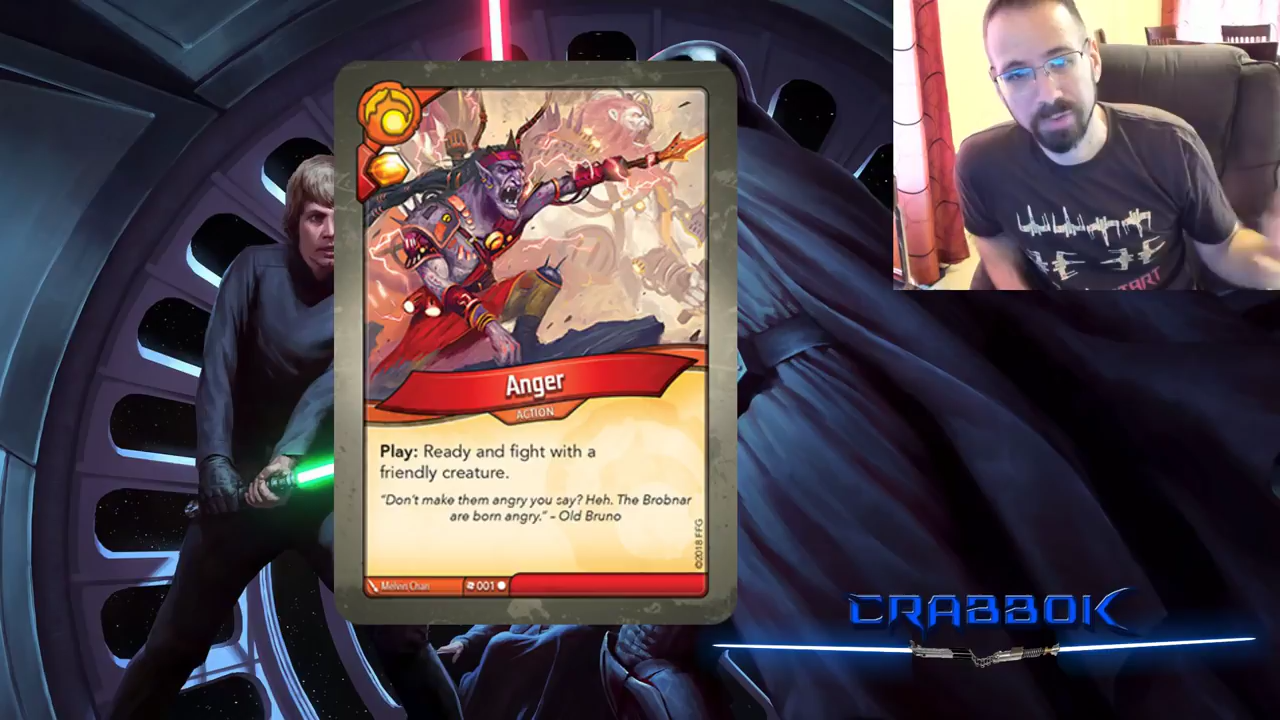 Anger
ACTION
Play: Ready and fight with a
friendly creature.
"Don't make them angry you say? Heh. The Brobnar
are born angry." - Old Bruno
©2018 FFG
Melvin Chan
001
CRABBOK